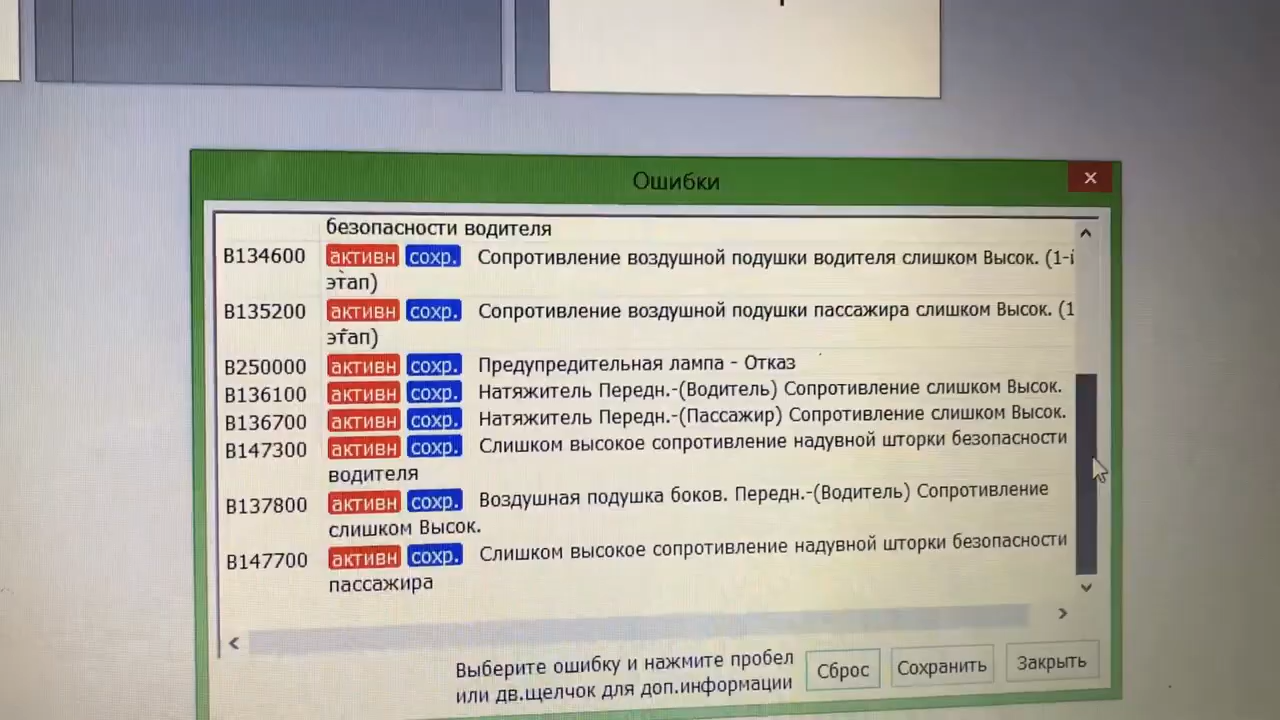 Ошибки
безопасности водителя
B134600 активн сохр. Сопротивление воздушной подушки водителя слишком Высок. (1-й
этап)
B135200 активн сохр. Сопротивление воздушной подушки пассажира слишком Высок. (1
этап)
B250000 активн сохр. Предупредительная лампа - Отказ
B136100 активн сохр. Натяжитель Передн.-(Водитель) Сопротивление слишком Высок.
B136700 активн сохр. Натяжитель Передн.-(Пассажир) Сопротивление слишком Высок.
B147300 активн сохр. Слишком высокое сопротивление надувной шторки безопасности
водителя
B137800 активн сохр. Воздушная подушка боков. Передн.-(Водитель) Сопротивление
слишком Высок.
B147700 активн сохр. Слишком высокое сопротивление надувной шторки безопасности
пассажира
Выберите ошибку и нажмите пробел
или дв.щелчок для доп.информации
Сброс Сохранить Закрыть